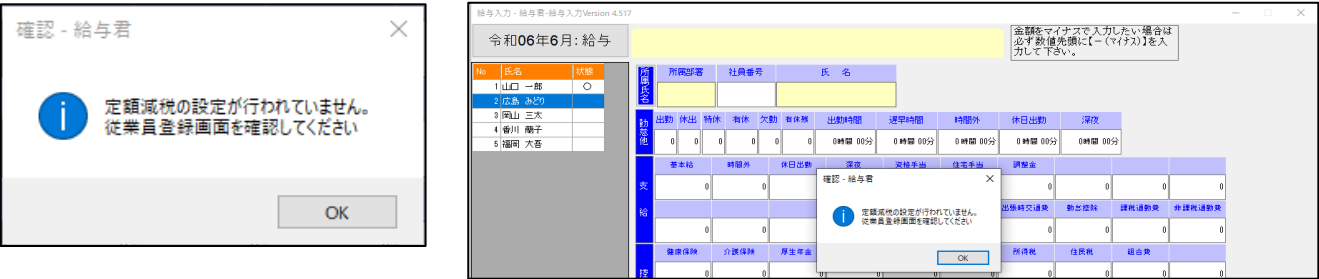 確認 - 給与君
定額減税の設定が行われていません。
従業員登録画面を確認してください
OK
給与入力 - 給与君-給与入力Version 4.517
令和06年6月: 給与
金額をマイナスで入力したい場合は
必ず数値先頭に【－(マイナス)】を入
力して下さい。
No 氏名 状態
1 山口 一郎 ○
2 広島 みどり
3 岡山 三太
4 香川 蘭子
5 福岡 大吾
所属氏名
所属部署 社員番号 氏 名
勤怠他
出勤 休出 特休 有休 欠勤 有休残 出勤時間 遅早時間 時間外 休日出勤 深夜
0 0 0 0 0 0 0時間 00分 0時間 00分 0時間 00分 0時間 00分 0時間 00分
支給
基本給 時間外 休日出勤 深夜 資格手当 住宅手当 調整金
0 0 0 0 0 0
出張時交通費 勤怠控除 課税通勤費 非課税通勤費
0 0 0 0 0 0
確認 - 給与君
定額減税の設定が行われていません。
従業員登録画面を確認してください
OK
控
健康保険 介護保険 厚生年金 所得税 住民税 組合費
0 0 0 0 0 0 0 0